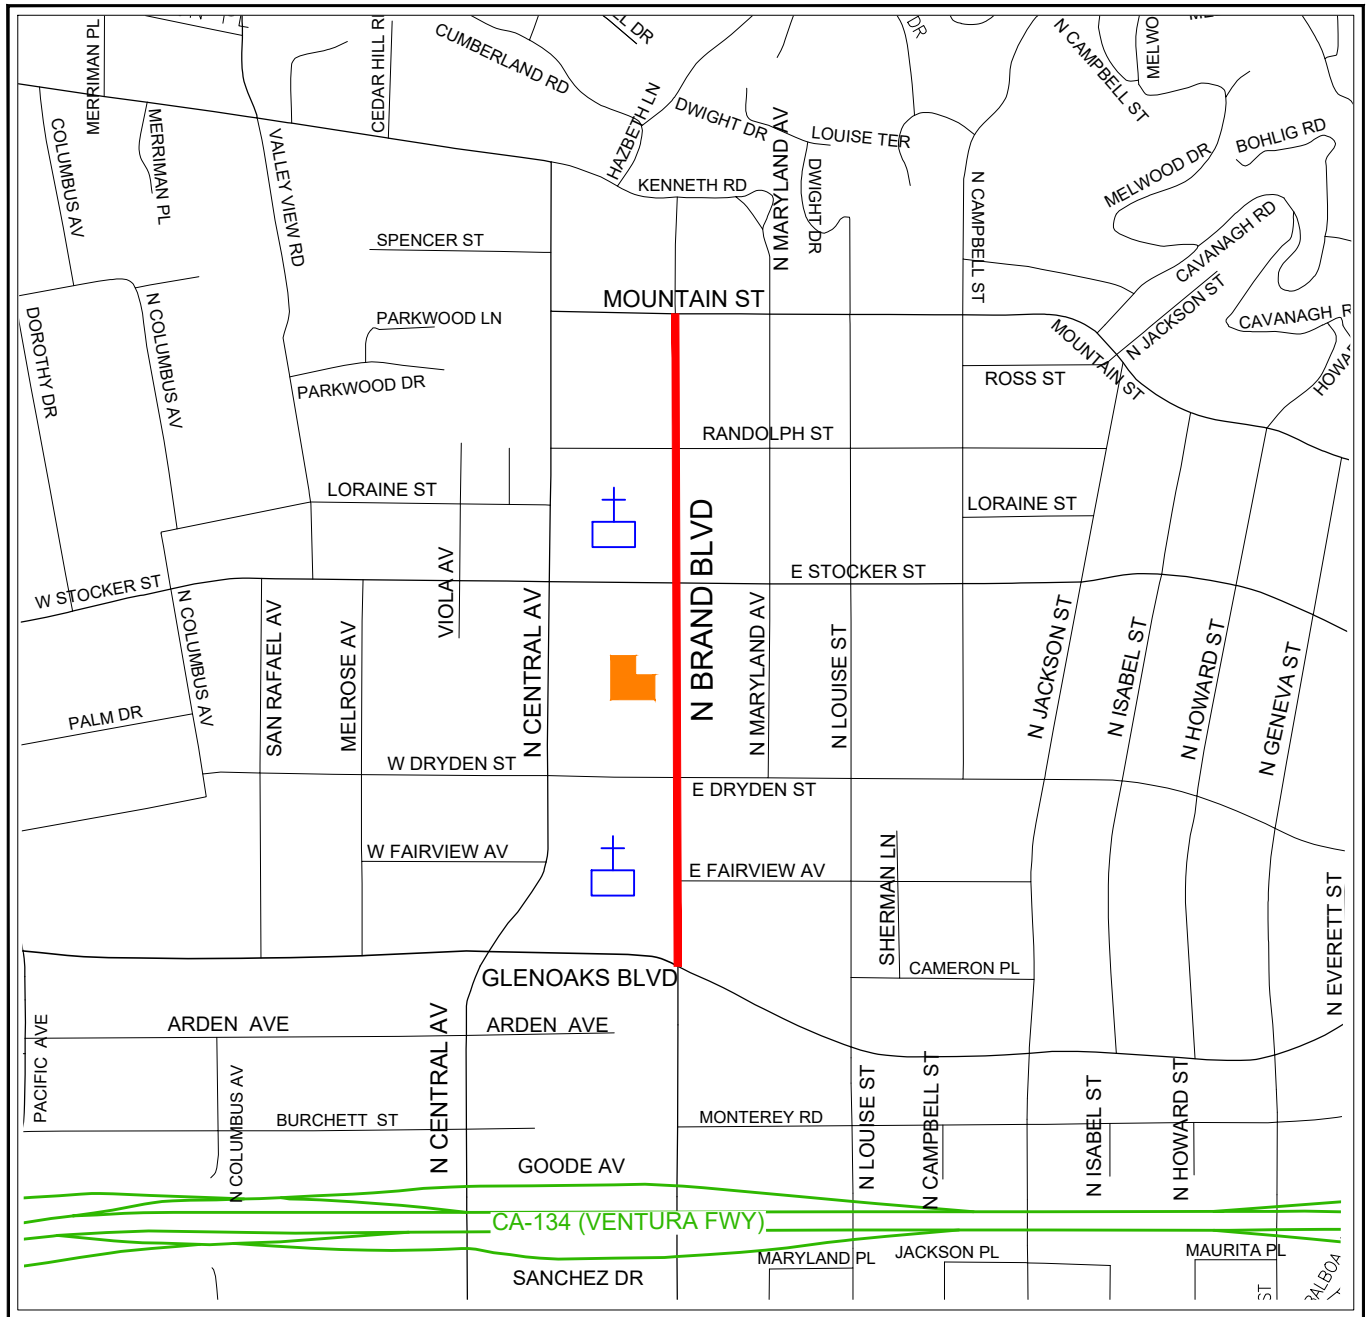 MERRIMAN PL
CEDAR HILL
CUMBERLAND RD
DR
DR
N CAMPBELL ST
COLUMBUS AV
MERRIMAN PL
VALLEY VIEW RD
HAZBETH LN
DWIGHT DR
N MARYLAND AV
LOUISE TER
DWIGHT DR
MELWOOD DR
BOHLIG RD
KENNETH RD
N CAMPBELL ST
CAVANAGH RD
SPENCER ST
DOROTHY DR
N COLUMBUS AV
PARKWOOD LN
MOUNTAIN ST
N JACKSON ST
CAVANAGH R
MOUNTAIN ST
PARKWOOD DR
ROSS ST
RANDOLPH ST
LORAINE ST
LORAINE ST
N BRAND BLVD
W STOCKER ST
VIOLA AV
E STOCKER ST
N COLUMBUS AV
SAN RAFAEL AV
MELROSE AV
N CENTRAL AV
N MARYLAND AV
N LOUISE ST
N JACKSON ST
N ISABEL ST
N HOWARD ST
N GENEVA ST
PALM DR
W DRYDEN ST
E DRYDEN ST
W FAIRVIEW AV
E FAIRVIEW AV
SHERMAN LN
N EVERETT ST
CAMERON PL
GLENOAKS BLVD
PACIFIC AVE
ARDEN AVE
ARDEN AVE
N COLUMBUS AV
N CENTRAL AV
BURCHETT ST
MONTEREY RD
N LOUISE ST
N CAMPBELL ST
N ISABEL ST
N HOWARD ST
GOODE AV
CA-134 (VENTURA FWY)
SANCHEZ DR
MARYLAND PL
JACKSON PL
MAURITA PL
ST